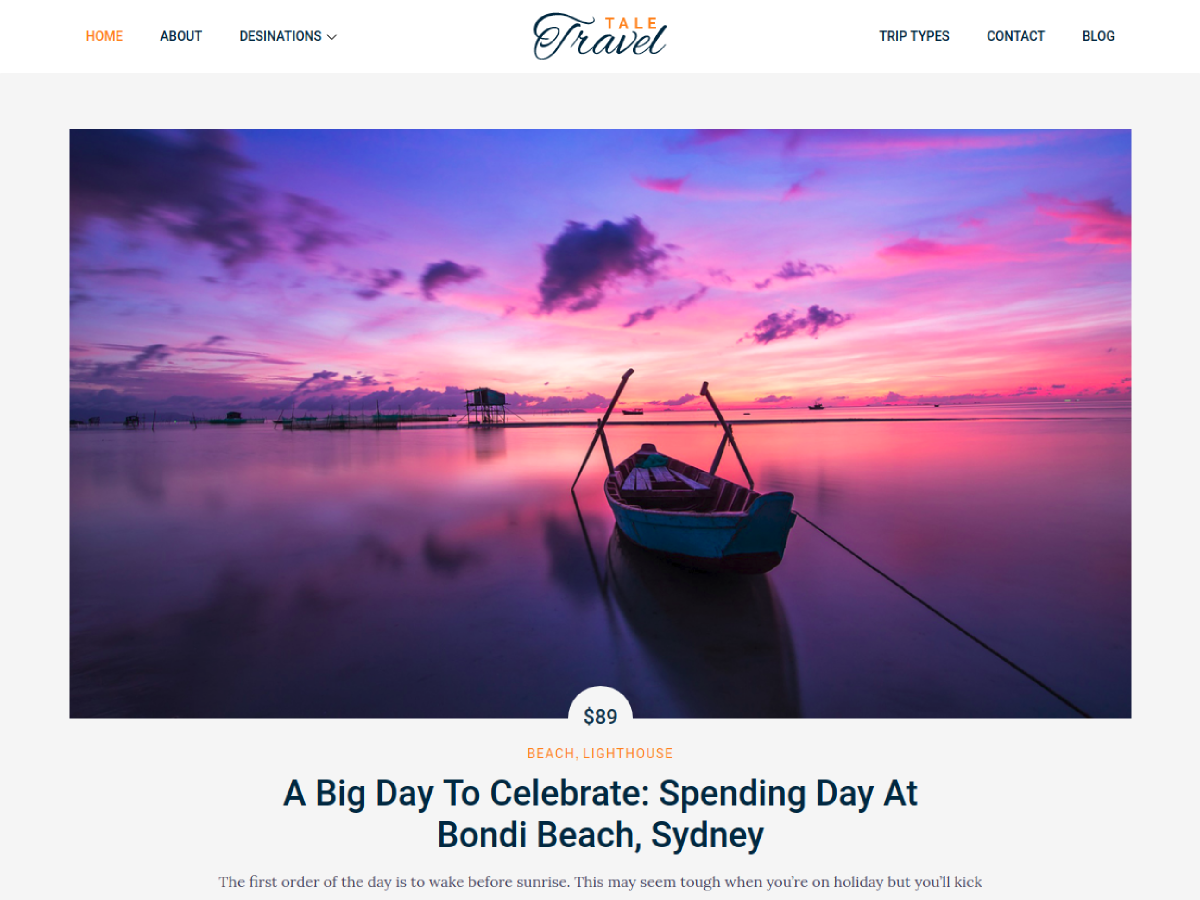 HOME
ABOUT
DESINATIONS
TALE
Travel
TRIP TYPES
CONTACT
BLOG
$89
BEACH, LIGHTHOUSE
A Big Day To Celebrate: Spending Day At
Bondi Beach, Sydney
The first order of the day is to wake before sunrise. This may seem tough when you’re on holiday but you’ll kick